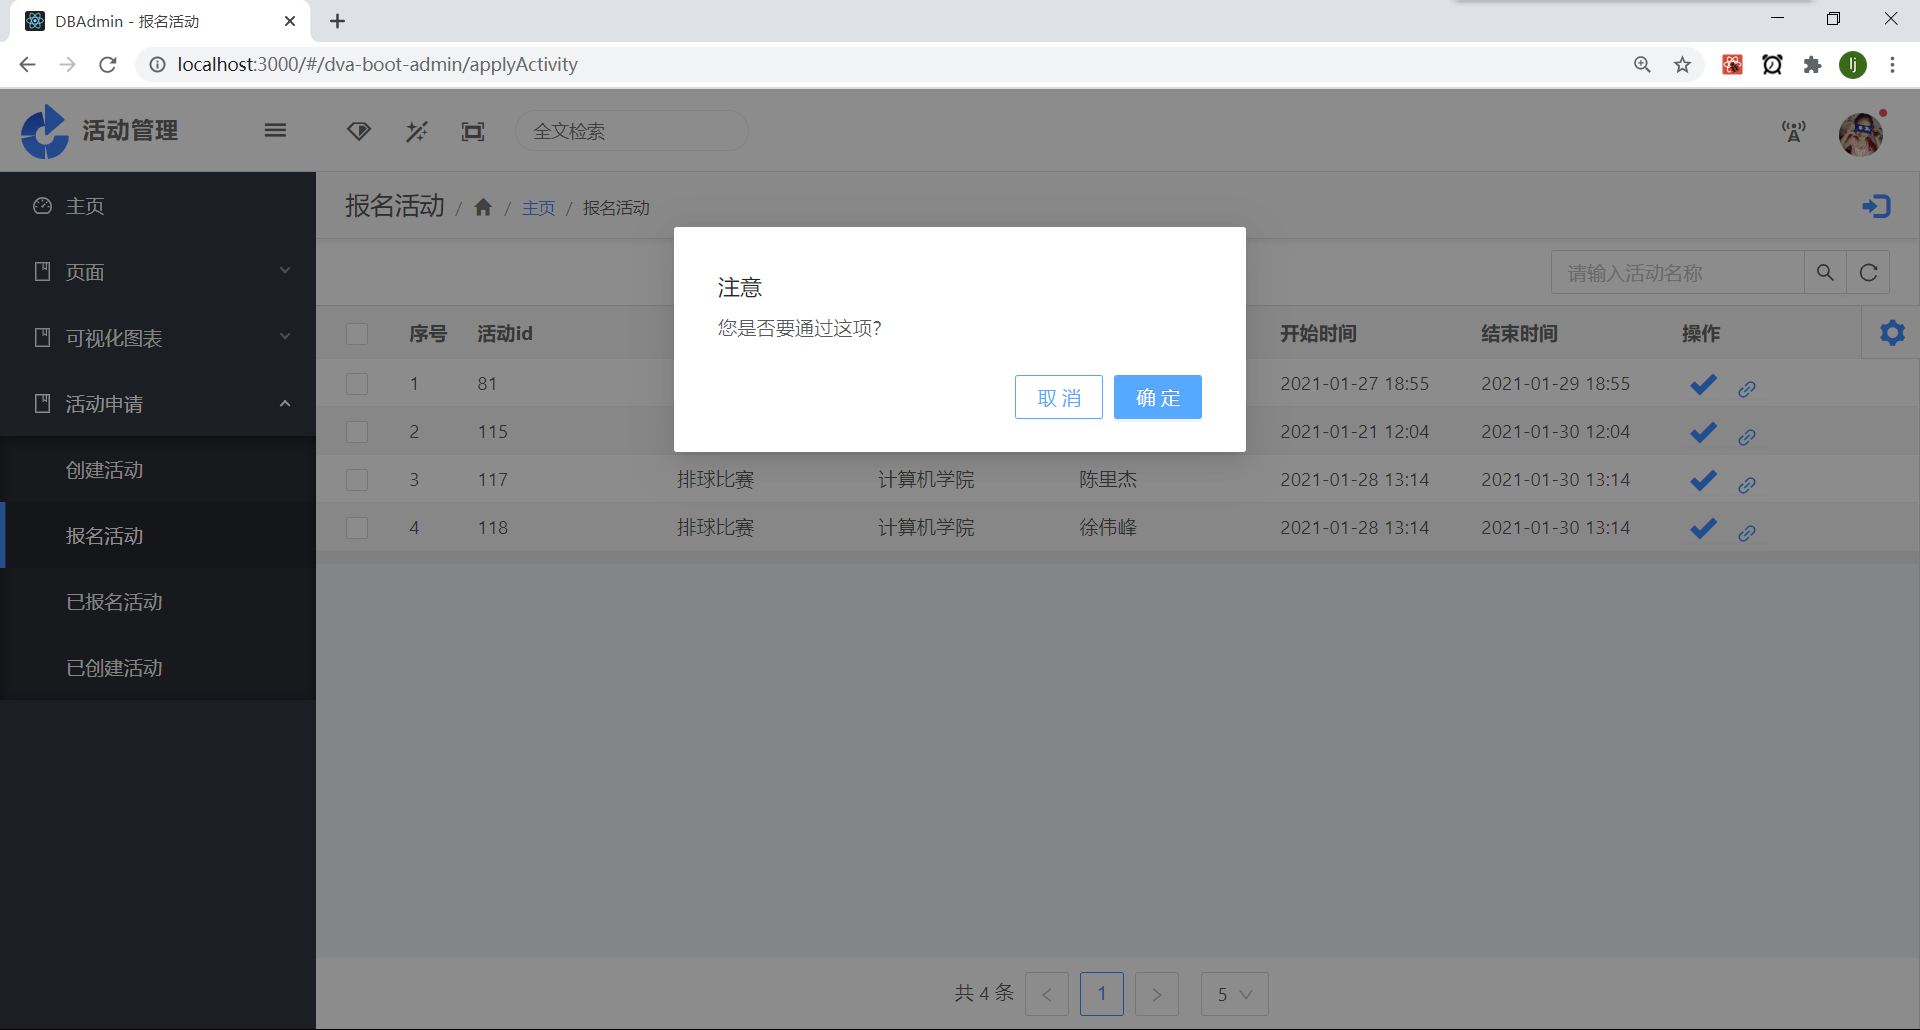 DBAdmin - 报名活动
localhost:3000/#/dva-boot-admin/applyActivity
lj
活动管理
全文检索
主页
页面
可视化图表
活动申请
创建活动
报名活动
已报名活动
已创建活动
报名活动 / / 主页 / 报名活动
请输入活动名称
注意
您是否要通过这项?
取 消 确 定
序号 活动id 开始时间 结束时间 操作
1 81 2021-01-27 18:55 2021-01-29 18:55
2 115 2021-01-21 12:04 2021-01-30 12:04
3 117 排球比赛 计算机学院 陈里杰 2021-01-28 13:14 2021-01-30 13:14
4 118 排球比赛 计算机学院 徐伟峰 2021-01-28 13:14 2021-01-30 13:14
共 4 条 < 1 > 5